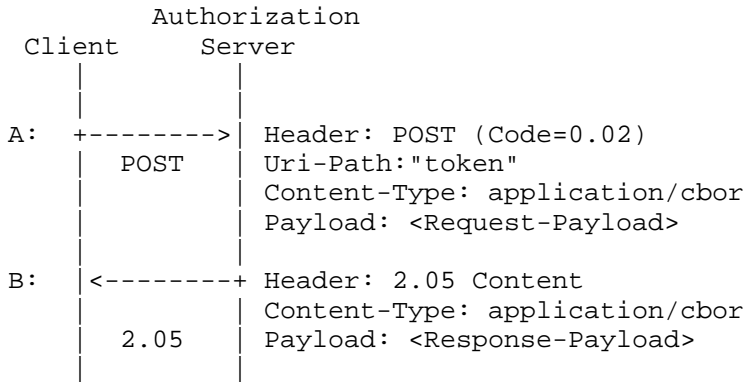 Authorization
Client Server
A: +-------->| Header: POST (Code=0.02)
| POST | Uri-Path:"token"
| | Content-Type: application/cbor
| | Payload: <Request-Payload>
B: |<--------+ Header: 2.05 Content
| | Content-Type: application/cbor
| 2.05 | Payload: <Response-Payload>